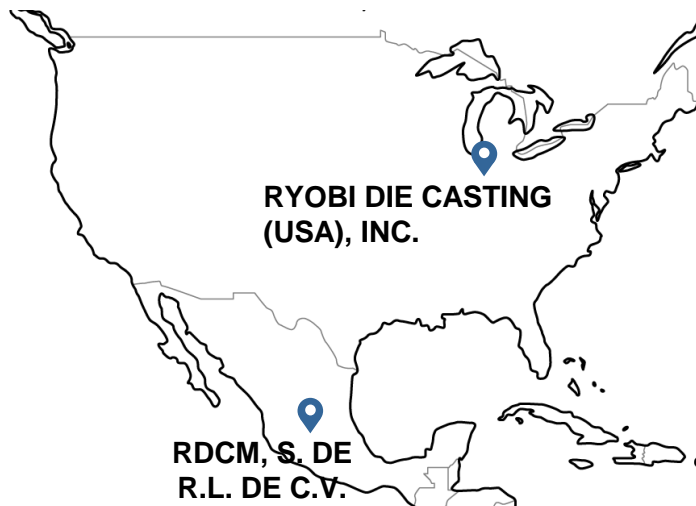 RYOBI DIE CASTING
(USA), INC.
RDCM, S. DE
R.L. DE C.V.